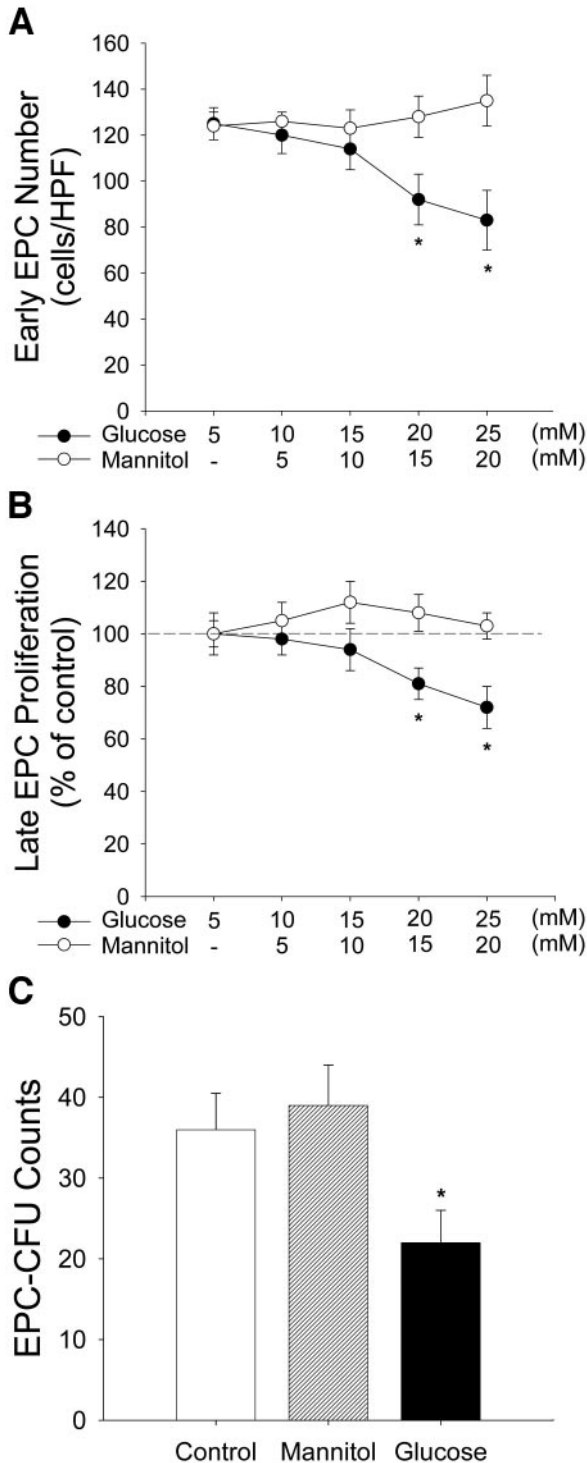 A
Early EPC Number
(cells/HPF)
160
140
120
100
80
60
40
20
0
*
*
Glucose 5 10 15 20 25 (mM)
Mannitol - 5 10 15 20 (mM)
B
Late EPC Proliferation
(% of control)
140
120
100
80
60
40
20
0
*
*
Glucose 5 10 15 20 25 (mM)
Mannitol - 5 10 15 20 (mM)
C
EPC-CFU Counts
50
40
30
20
10
0
*
Control Mannitol Glucose